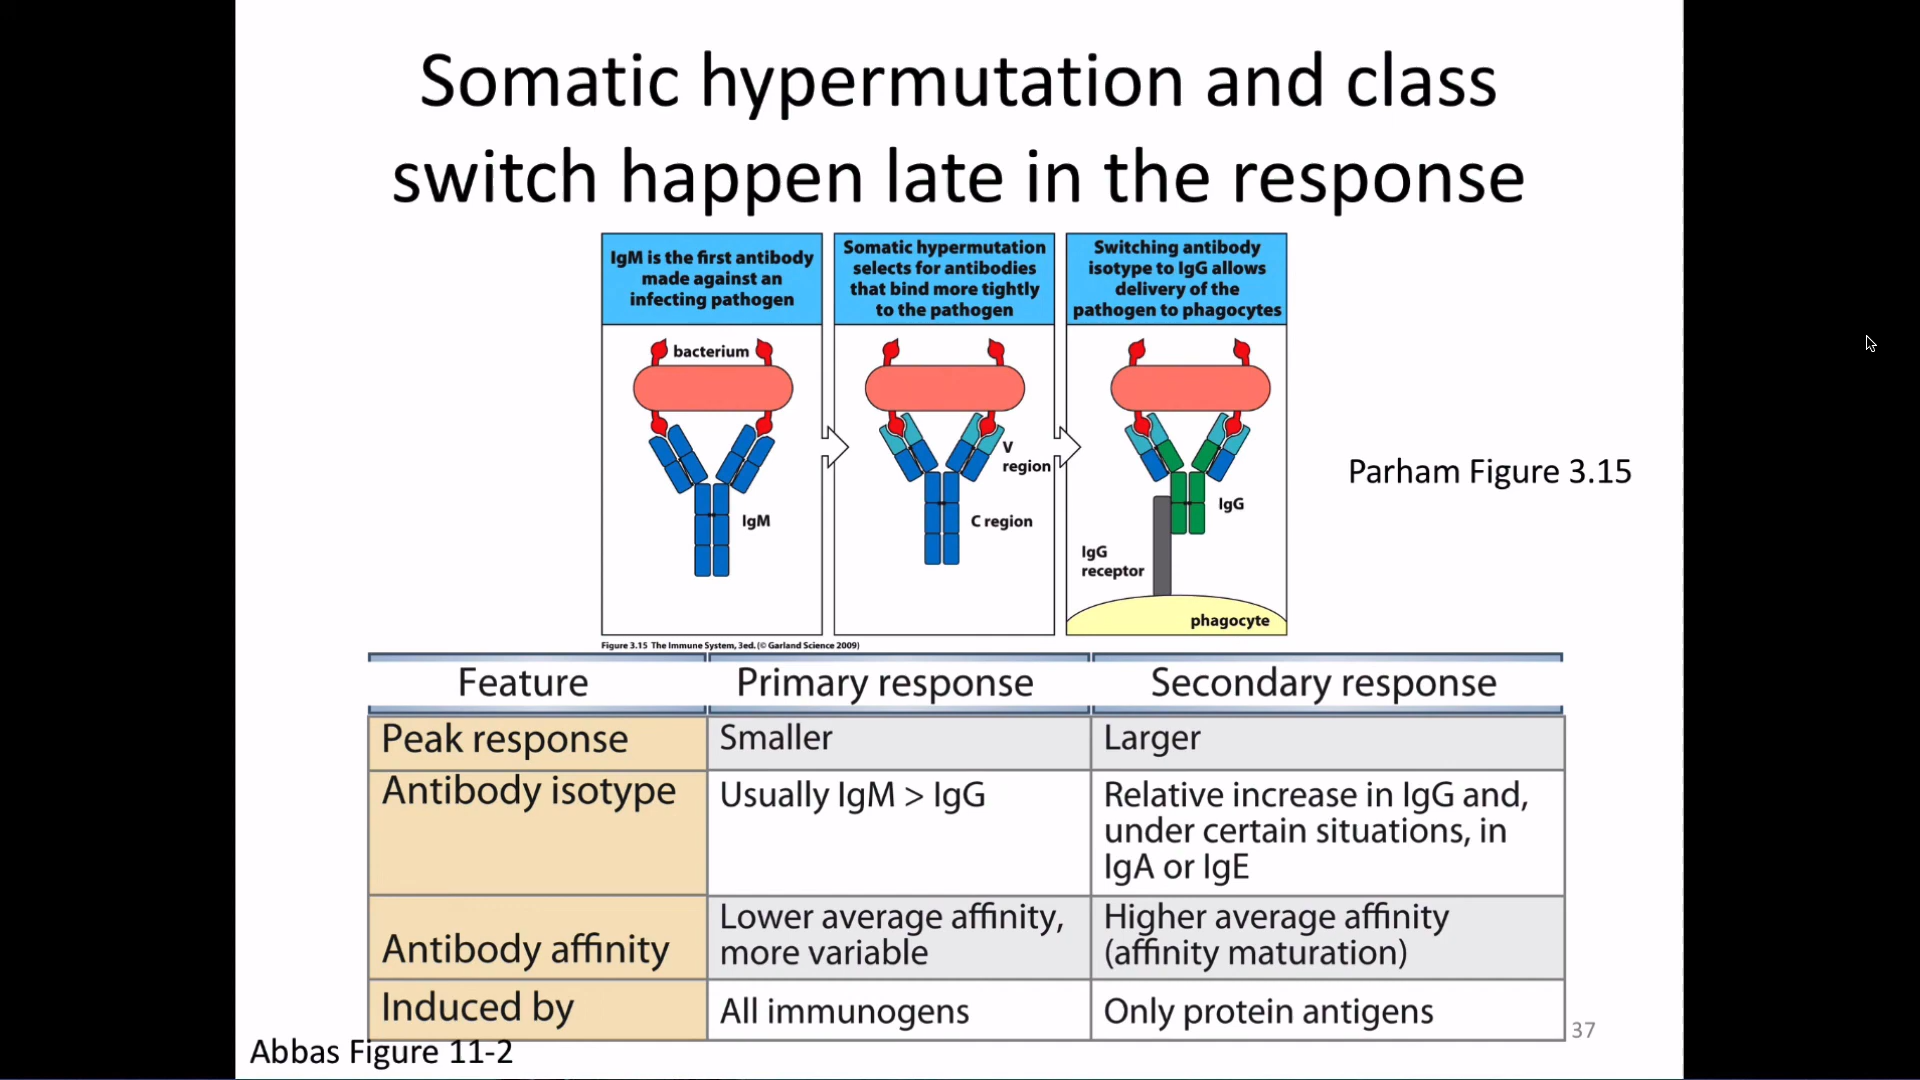 Somatic hypermutation and class
switch happen late in the response
IgM is the first antibody
made against an
infecting pathogen
bacterium
IgM
Somatic hypermutation
selects for antibodies
that bind more tightly
to the pathogen
V
region
C region
Switching antibody
isotype to IgG allows
delivery of the
pathogen to phagocytes
IgG
IgG
receptor
phagocyte
Parham Figure 3.15
Figure 3.15 The Immune System, 3ed. (© Garland Science 2009)
Feature Primary response Secondary response
Peak response Smaller Larger
Antibody isotype Usually IgM > IgG Relative increase in IgG and,
under certain situations, in
IgA or IgE
Antibody affinity Lower average affinity,
more variable
Higher average affinity
(affinity maturation)
Induced by All immunogens Only protein antigens
37
Abbas Figure 11-2